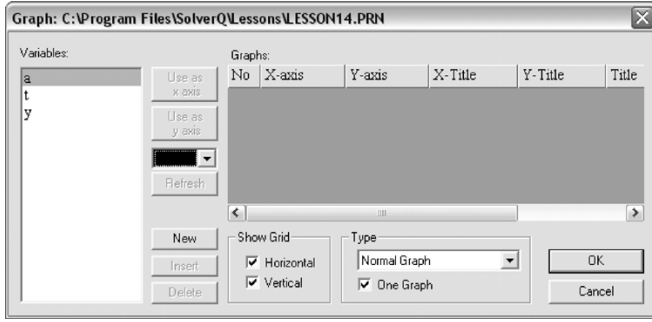 Graph: C:\Program Files\SolverQ\Lessons\LESSON14.PRN
Variables:
a
t
y
Use as
x axis
Use as
y axis
Refresh
New
Insert
Delete
Graphs:
No X-axis Y-axis X-Title Y-Title Title
Show Grid
Horizontal
Vertical
Type
Normal Graph
One Graph
OK
Cancel